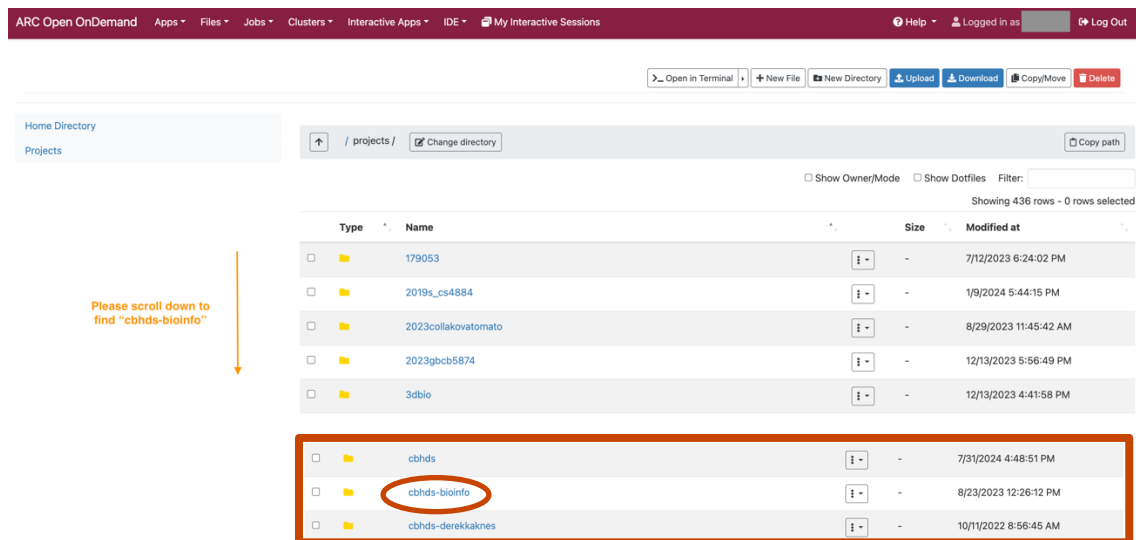 ARC Open OnDemand Apps Files Jobs Clusters Interactive Apps IDE My Interactive Sessions Help Logged in as Log Out
>_ Open in Terminal + New File New Directory Upload Download Copy/Move Delete
Home Directory
Projects
/ projects / Change directory Copy path
Show Owner/Mode Show Dotfiles Filter:
Showing 436 rows - 0 rows selected
Type Name Size Modified at
179053 - 7/12/2023 6:24:02 PM
2019s_cs4884 - 1/9/2024 5:44:15 PM
Please scroll down to
find “cbhds-bioinfo”
2023collakovatomato - 8/29/2023 11:45:42 AM
2023gbcb5874 - 12/13/2023 5:56:49 PM
3dbio - 12/13/2023 4:41:58 PM
cbhds - 7/31/2024 4:48:51 PM
cbhds-bioinfo - 8/23/2023 12:26:12 PM
cbhds-derekkaknes - 10/11/2022 8:56:45 AM